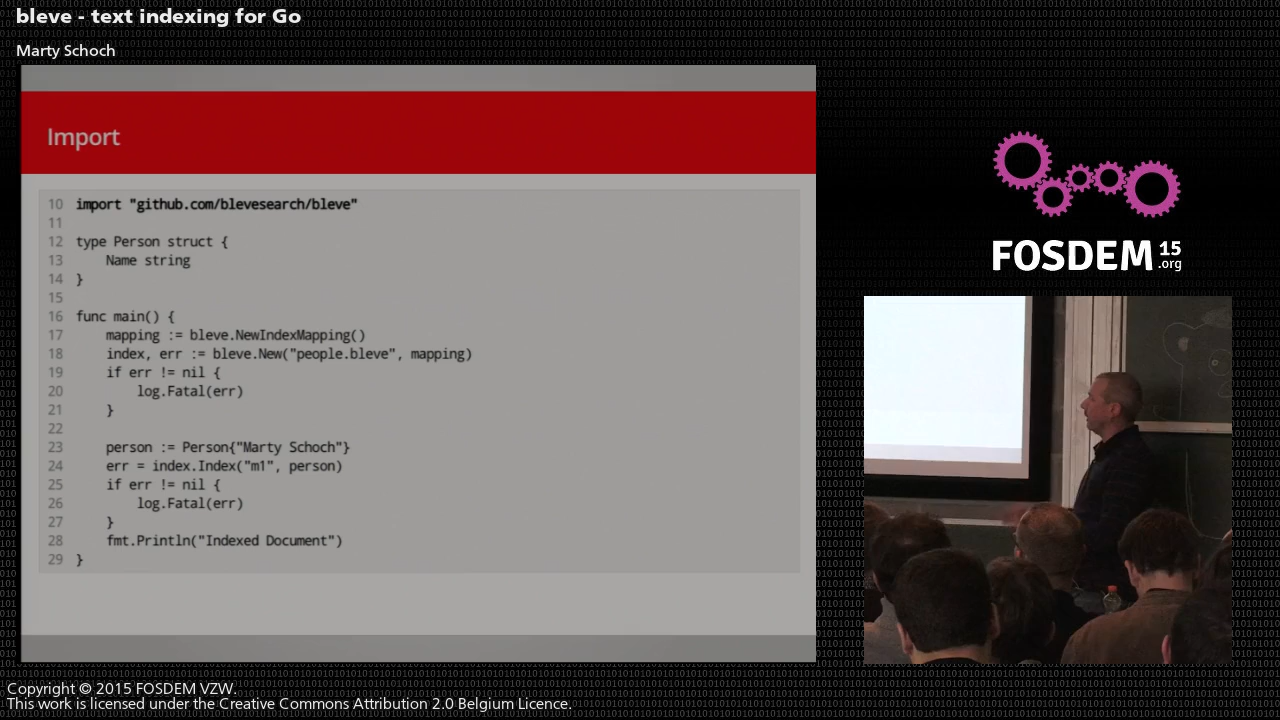 bleve - text indexing for Go
Marty Schoch
Import
10 import "github.com/blevesearch/bleve"
11
12 type Person struct {
13     Name string
14 }
15
16 func main() {
17     mapping := bleve.NewIndexMapping()
18     index, err := bleve.New("people.bleve", mapping)
19     if err != nil {
20         log.Fatal(err)
21     }
22
23     person := Person{"Marty Schoch"}
24     err = index.Index("m1", person)
25     if err != nil {
26         log.Fatal(err)
27     }
28     fmt.Println("Indexed Document")
29 }
FOSDEM 15
.org
Copyright © 2015 FOSDEM VZW.
This work is licensed under the Creative Commons Attribution 2.0 Belgium Licence.